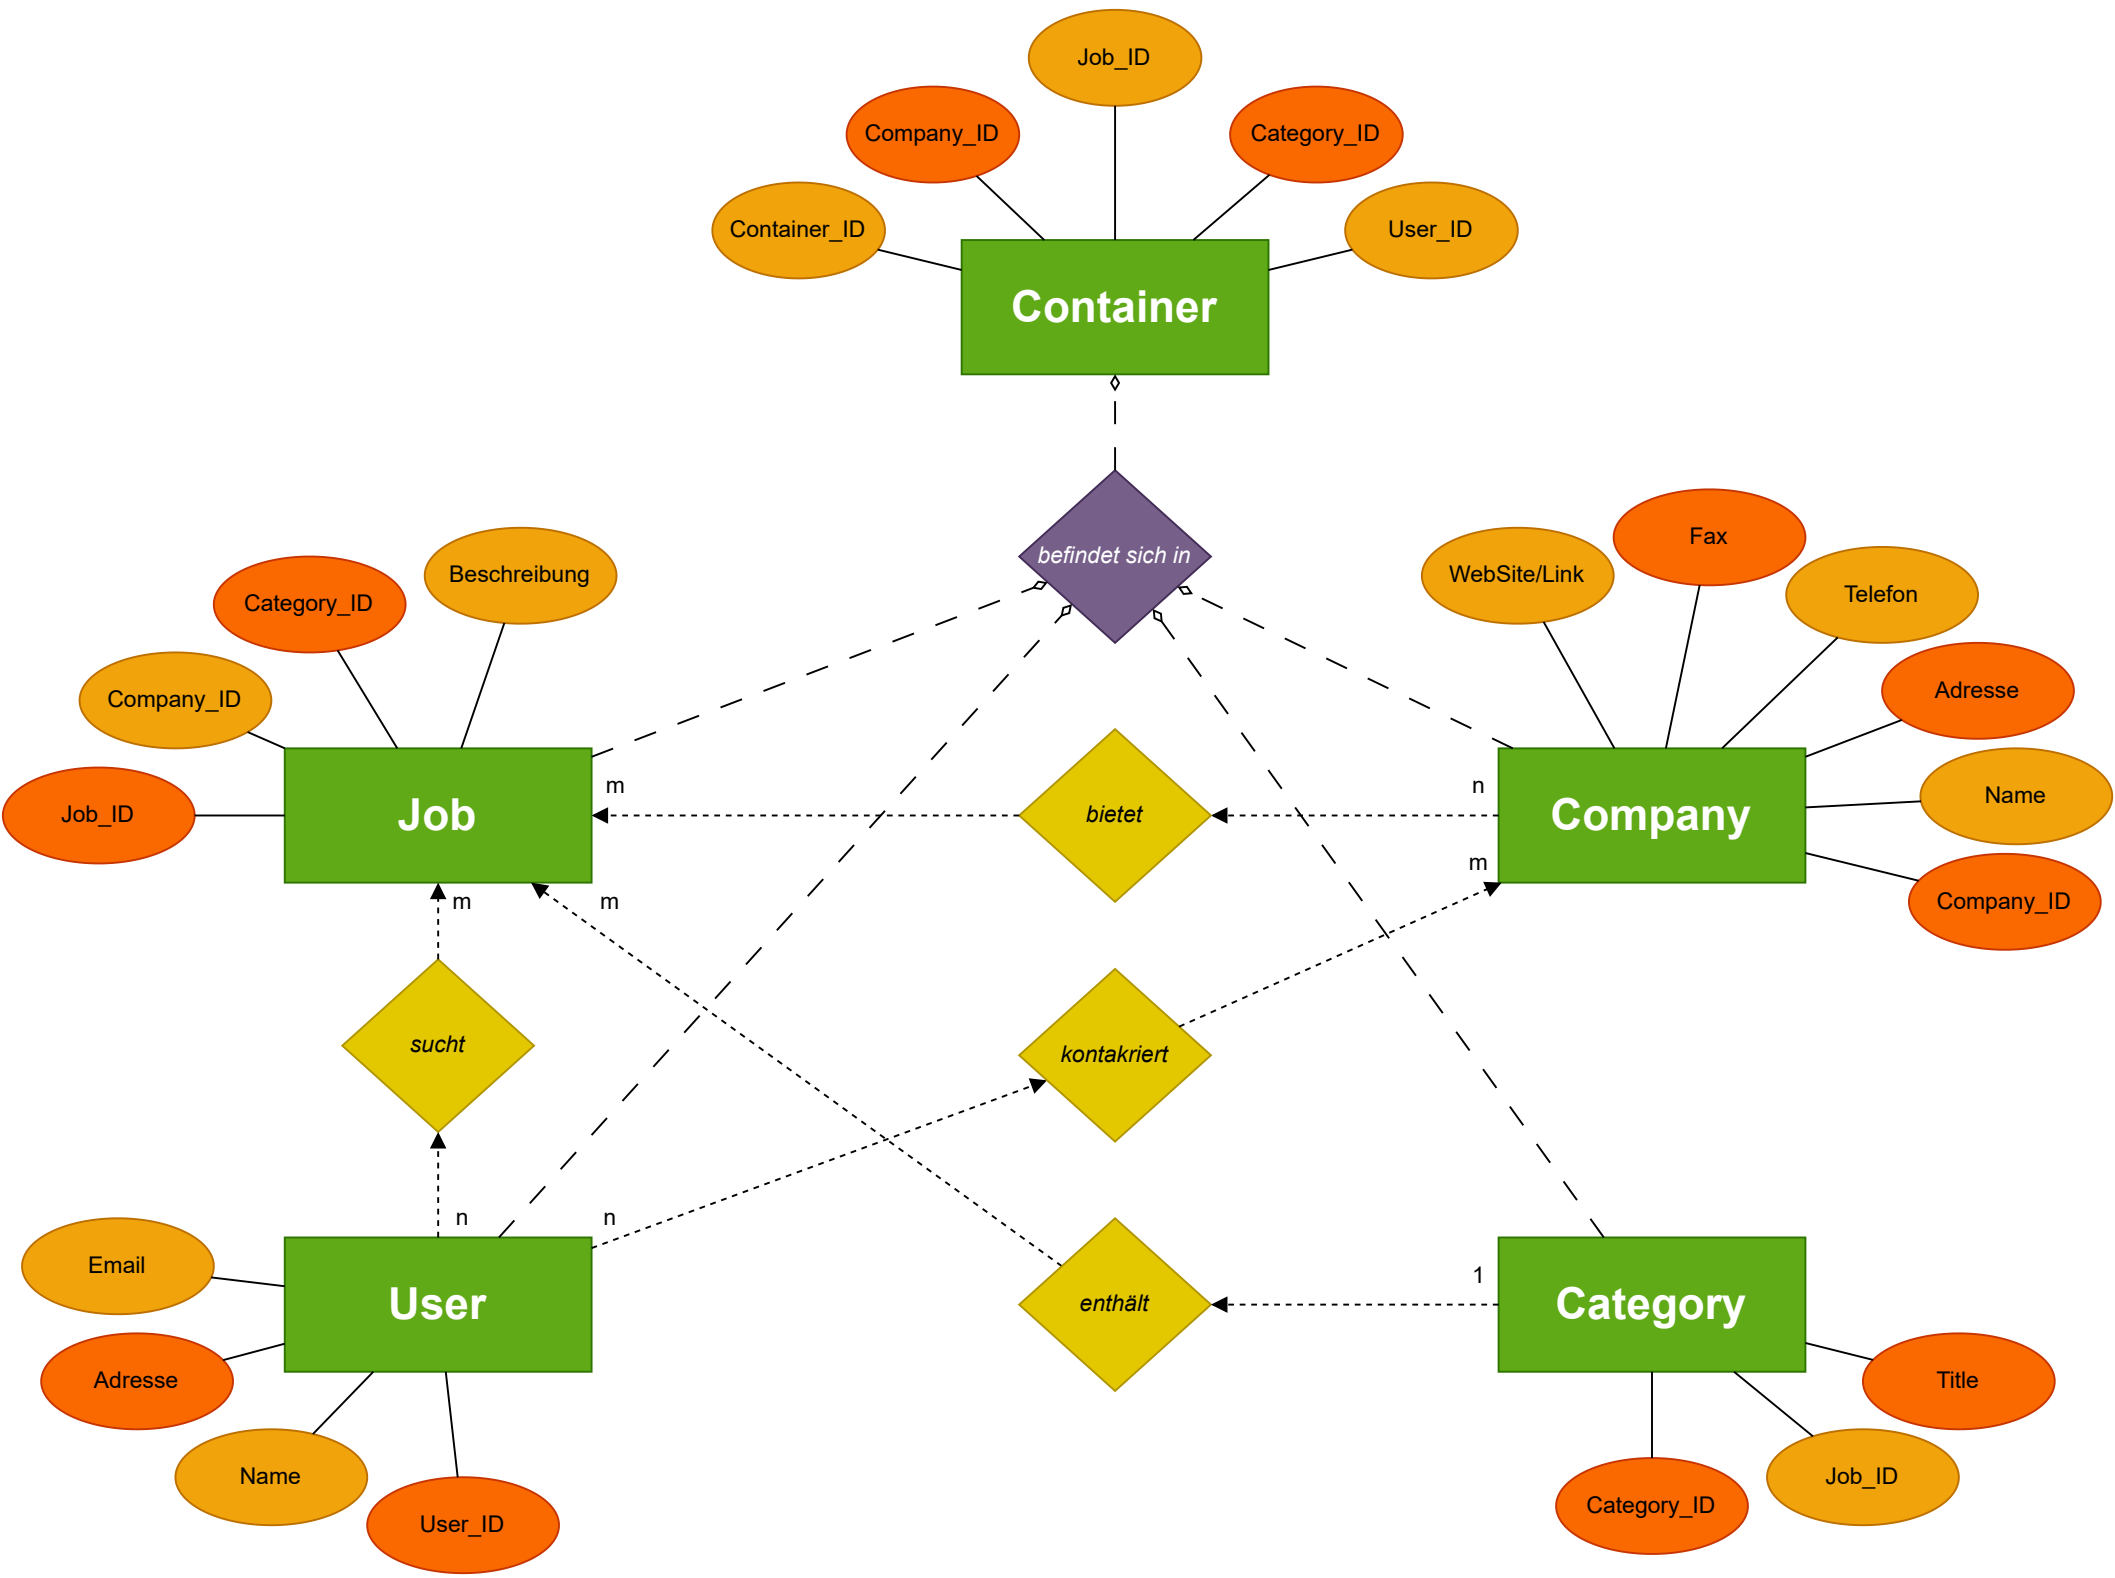 Job_ID
Company_ID
Category_ID
Container_ID
User_ID
Container
befindet sich in
Fax
WebSite/Link
Beschreibung
Telefon
Category_ID
Adresse
Company_ID
Name
m
n
Job_ID
Job
bietet
Company
m
Company_ID
m
m
sucht
kontakriert
n
n
Email
1
User
enthält
Category
Adresse
Title
Name
Job_ID
Category_ID
User_ID